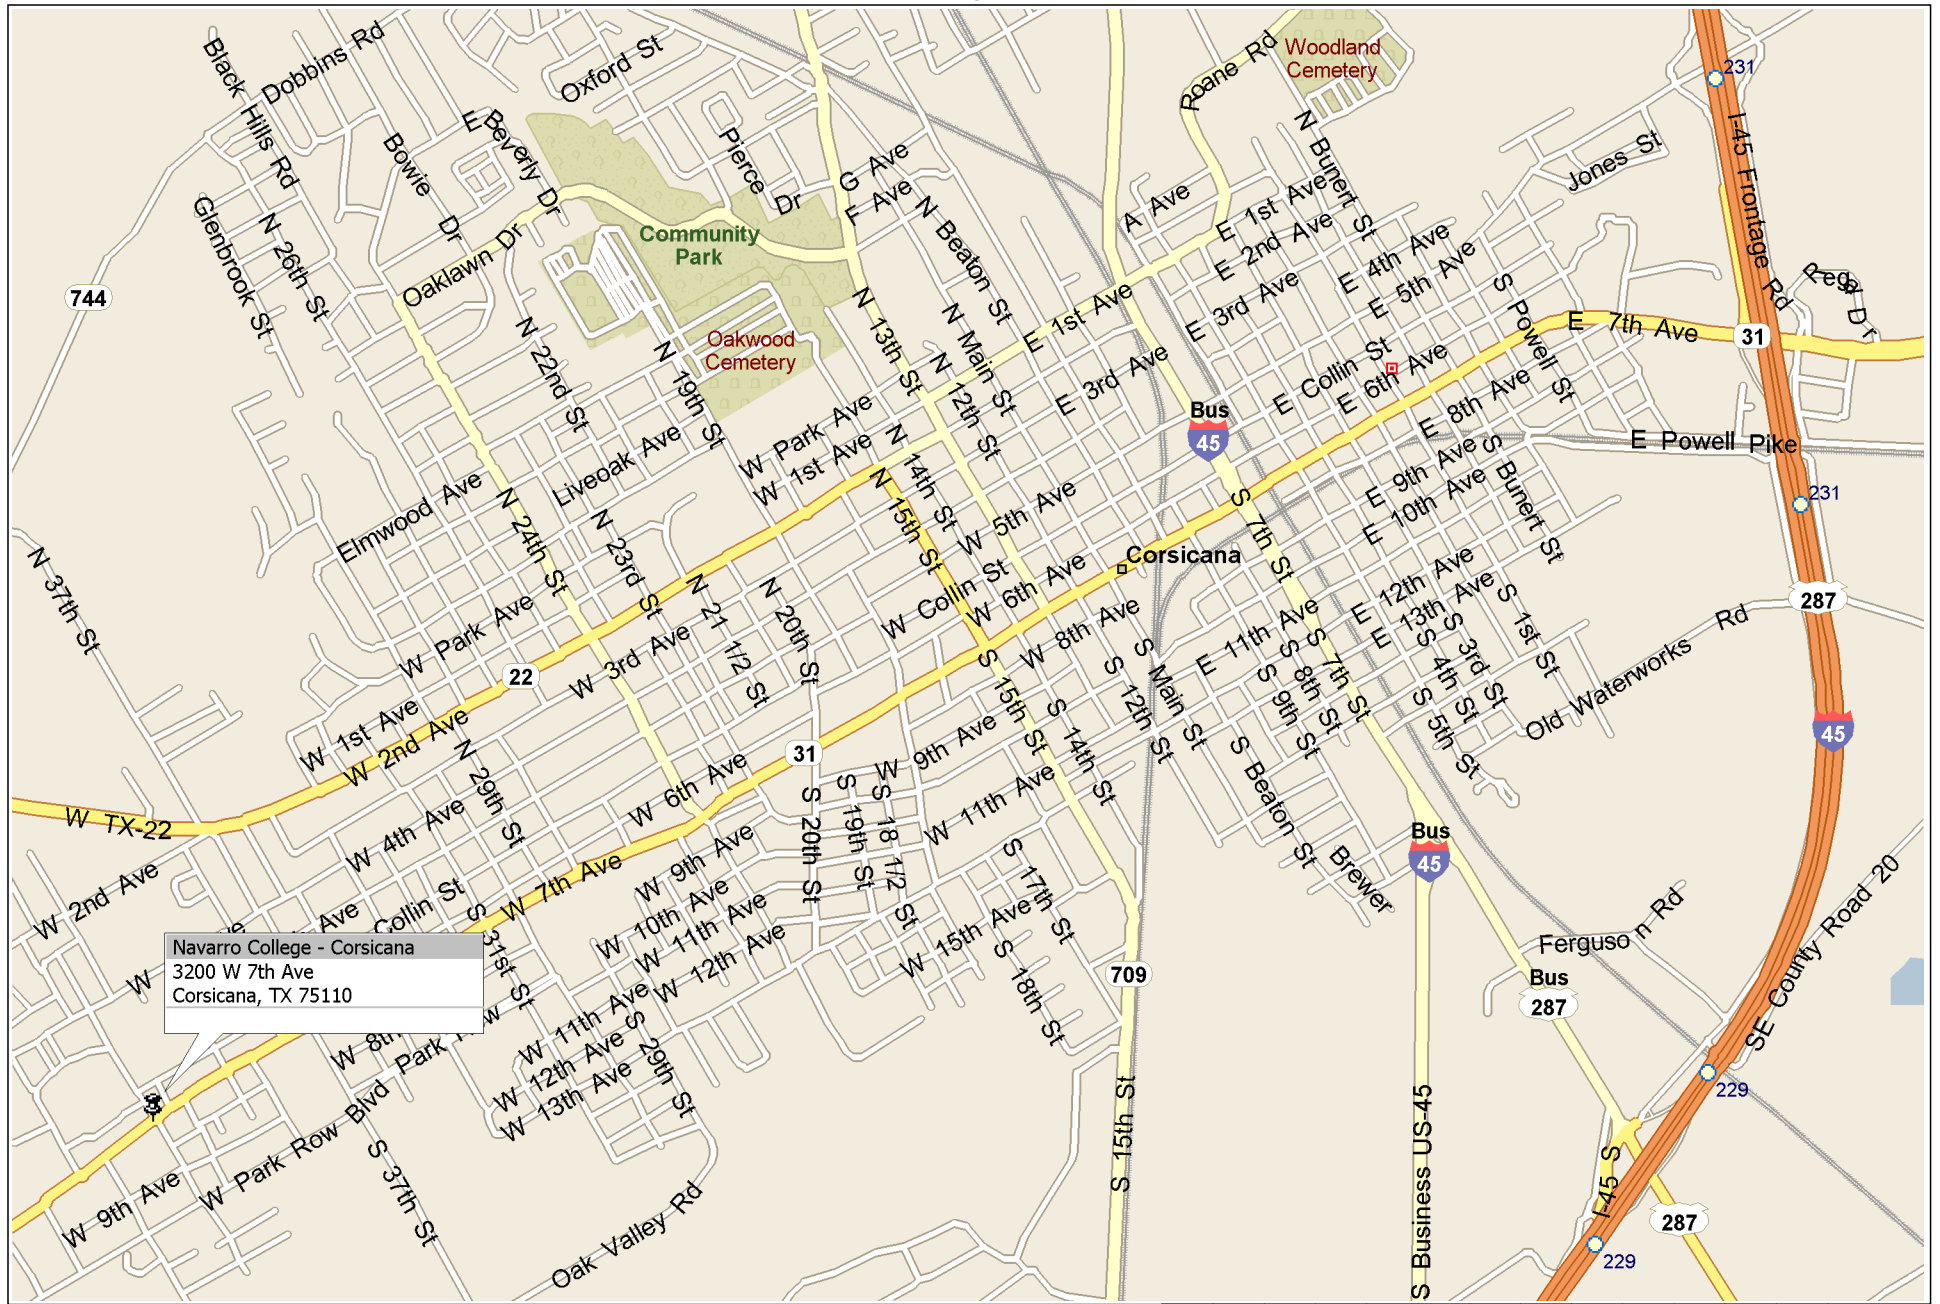 Black Hills Rd
Dobbins Rd
Oxford St
E Beverly Dr
Bowie Dr
Pierce Dr
G Ave
F Ave
Roane Rd
Woodland
Cemetery
N Bunert St
Jones St
231
I-45 Frontage Rd
A Ave
E 1st Ave
E 2nd Ave
E 3rd Ave
E 4th Ave
E 5th Ave
Glenbrook St
N 26th St
Oaklawn Dr
Community
Park
Oakwood
Cemetery
N Beaton St
N Main St
N 13th St
N 12th St
E 1st Ave
E 3rd Ave
744
N 22nd St
N 19th St
W Park Ave
W 1st Ave
N 14th St
N 15th St
W 5th Ave
E Collin St
E 6th Ave
S Powell St
E 7th Ave
31
E 8th Ave
E 9th Ave
E 10th Ave
S Bunert St
E Powell Pike
231
Bus
45
S 7th St
Corsicana
Elmwood Ave
Liveoak Ave
N 24th St
N 23rd St
N 21 1/2 St
N 20th St
W Collin St
W 6th Ave
W 8th Ave
N 37th St
W Park Ave
22
W 3rd Ave
W 1st Ave
W 2nd Ave
N 29th St
W 6th Ave
31
W 9th Ave
W 11th Ave
S 15th St
S 14th St
S 12th St
S Main St
E 11th Ave
E 12th Ave
E 13th Ave
S 1st St
S 3rd St
S 4th St
S 5th St
S 7th St
S 8th St
S 9th St
S Beaton St
Old Waterworks Rd
287
45
W TX-22
W 2nd Ave
W 4th Ave
W 7th Ave
W 9th Ave
W 10th Ave
W 11th Ave
W 12th Ave
S 20th St
S 19th St
S 18 1/2 St
S 17th St
S 18th St
W 15th Ave
Brewer
Bus
45
Collin St
Ave
W
S 31st St
Navarro College - Corsicana
3200 W 7th Ave
Corsicana, TX 75110
W 8th
W Park Row Blvd
Park
W 11th Ave
W 12th Ave
W 13th Ave
S 29th St
W 9th Ave
S 37th St
Oak Valley Rd
709
S 15th St
S Business US-45
Ferguson Rd
Bus
287
SE County Road 20
229
I-45 S
287
229